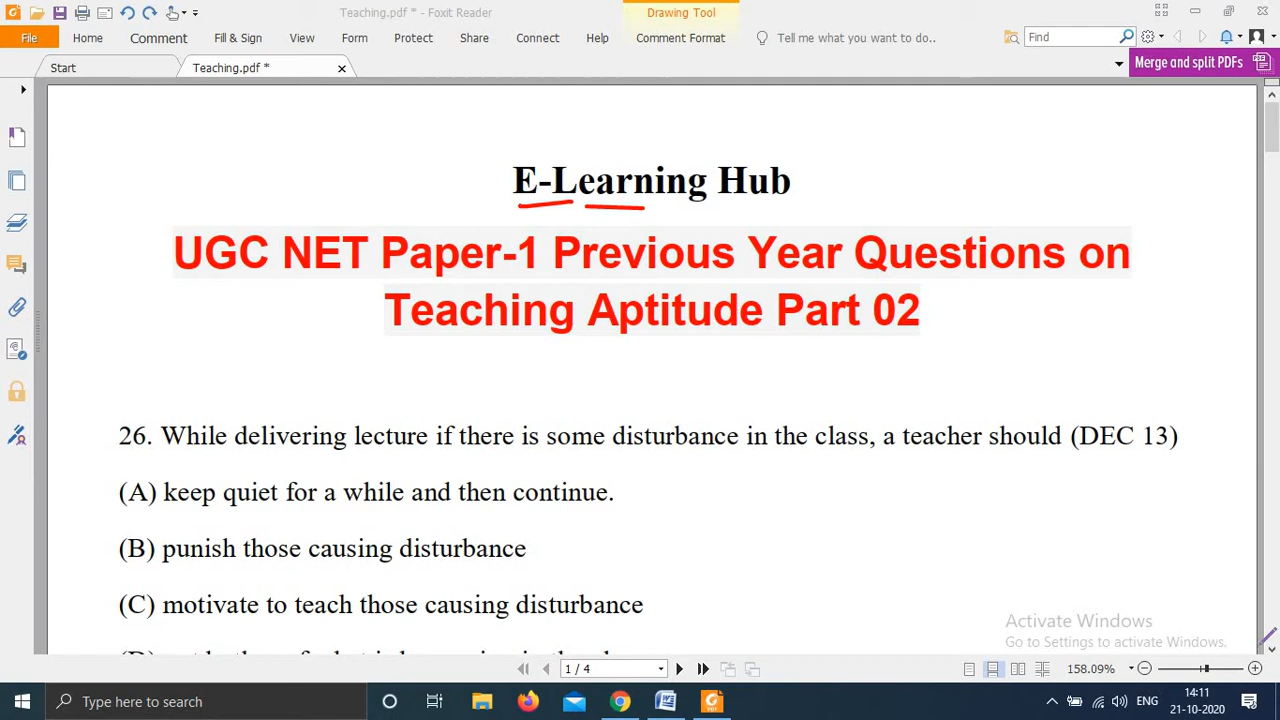 Teaching.pdf * - Foxit Reader
Drawing Tool
File Home Comment Fill & Sign View Form Protect Share Connect Help Comment Format Tell me what you want to do.. Find
Start Teaching.pdf * Merge and split PDFs
E-Learning Hub
UGC NET Paper-1 Previous Year Questions on
Teaching Aptitude Part 02
26. While delivering lecture if there is some disturbance in the class, a teacher should (DEC 13)
(A) keep quiet for a while and then continue.
(B) punish those causing disturbance
(C) motivate to teach those causing disturbance
Activate Windows
Go to Settings to activate Windows.
1 / 4 158.09%
Type here to search
ENG
14:11
21-10-2020